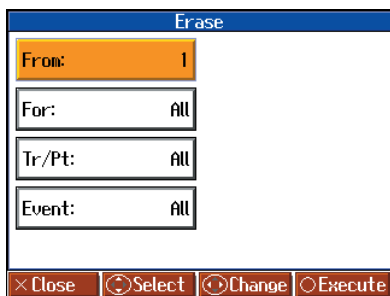 Erase
From: 1
For: All
Tr/Pt: All
Event: All
×Close Select Change ○Execute